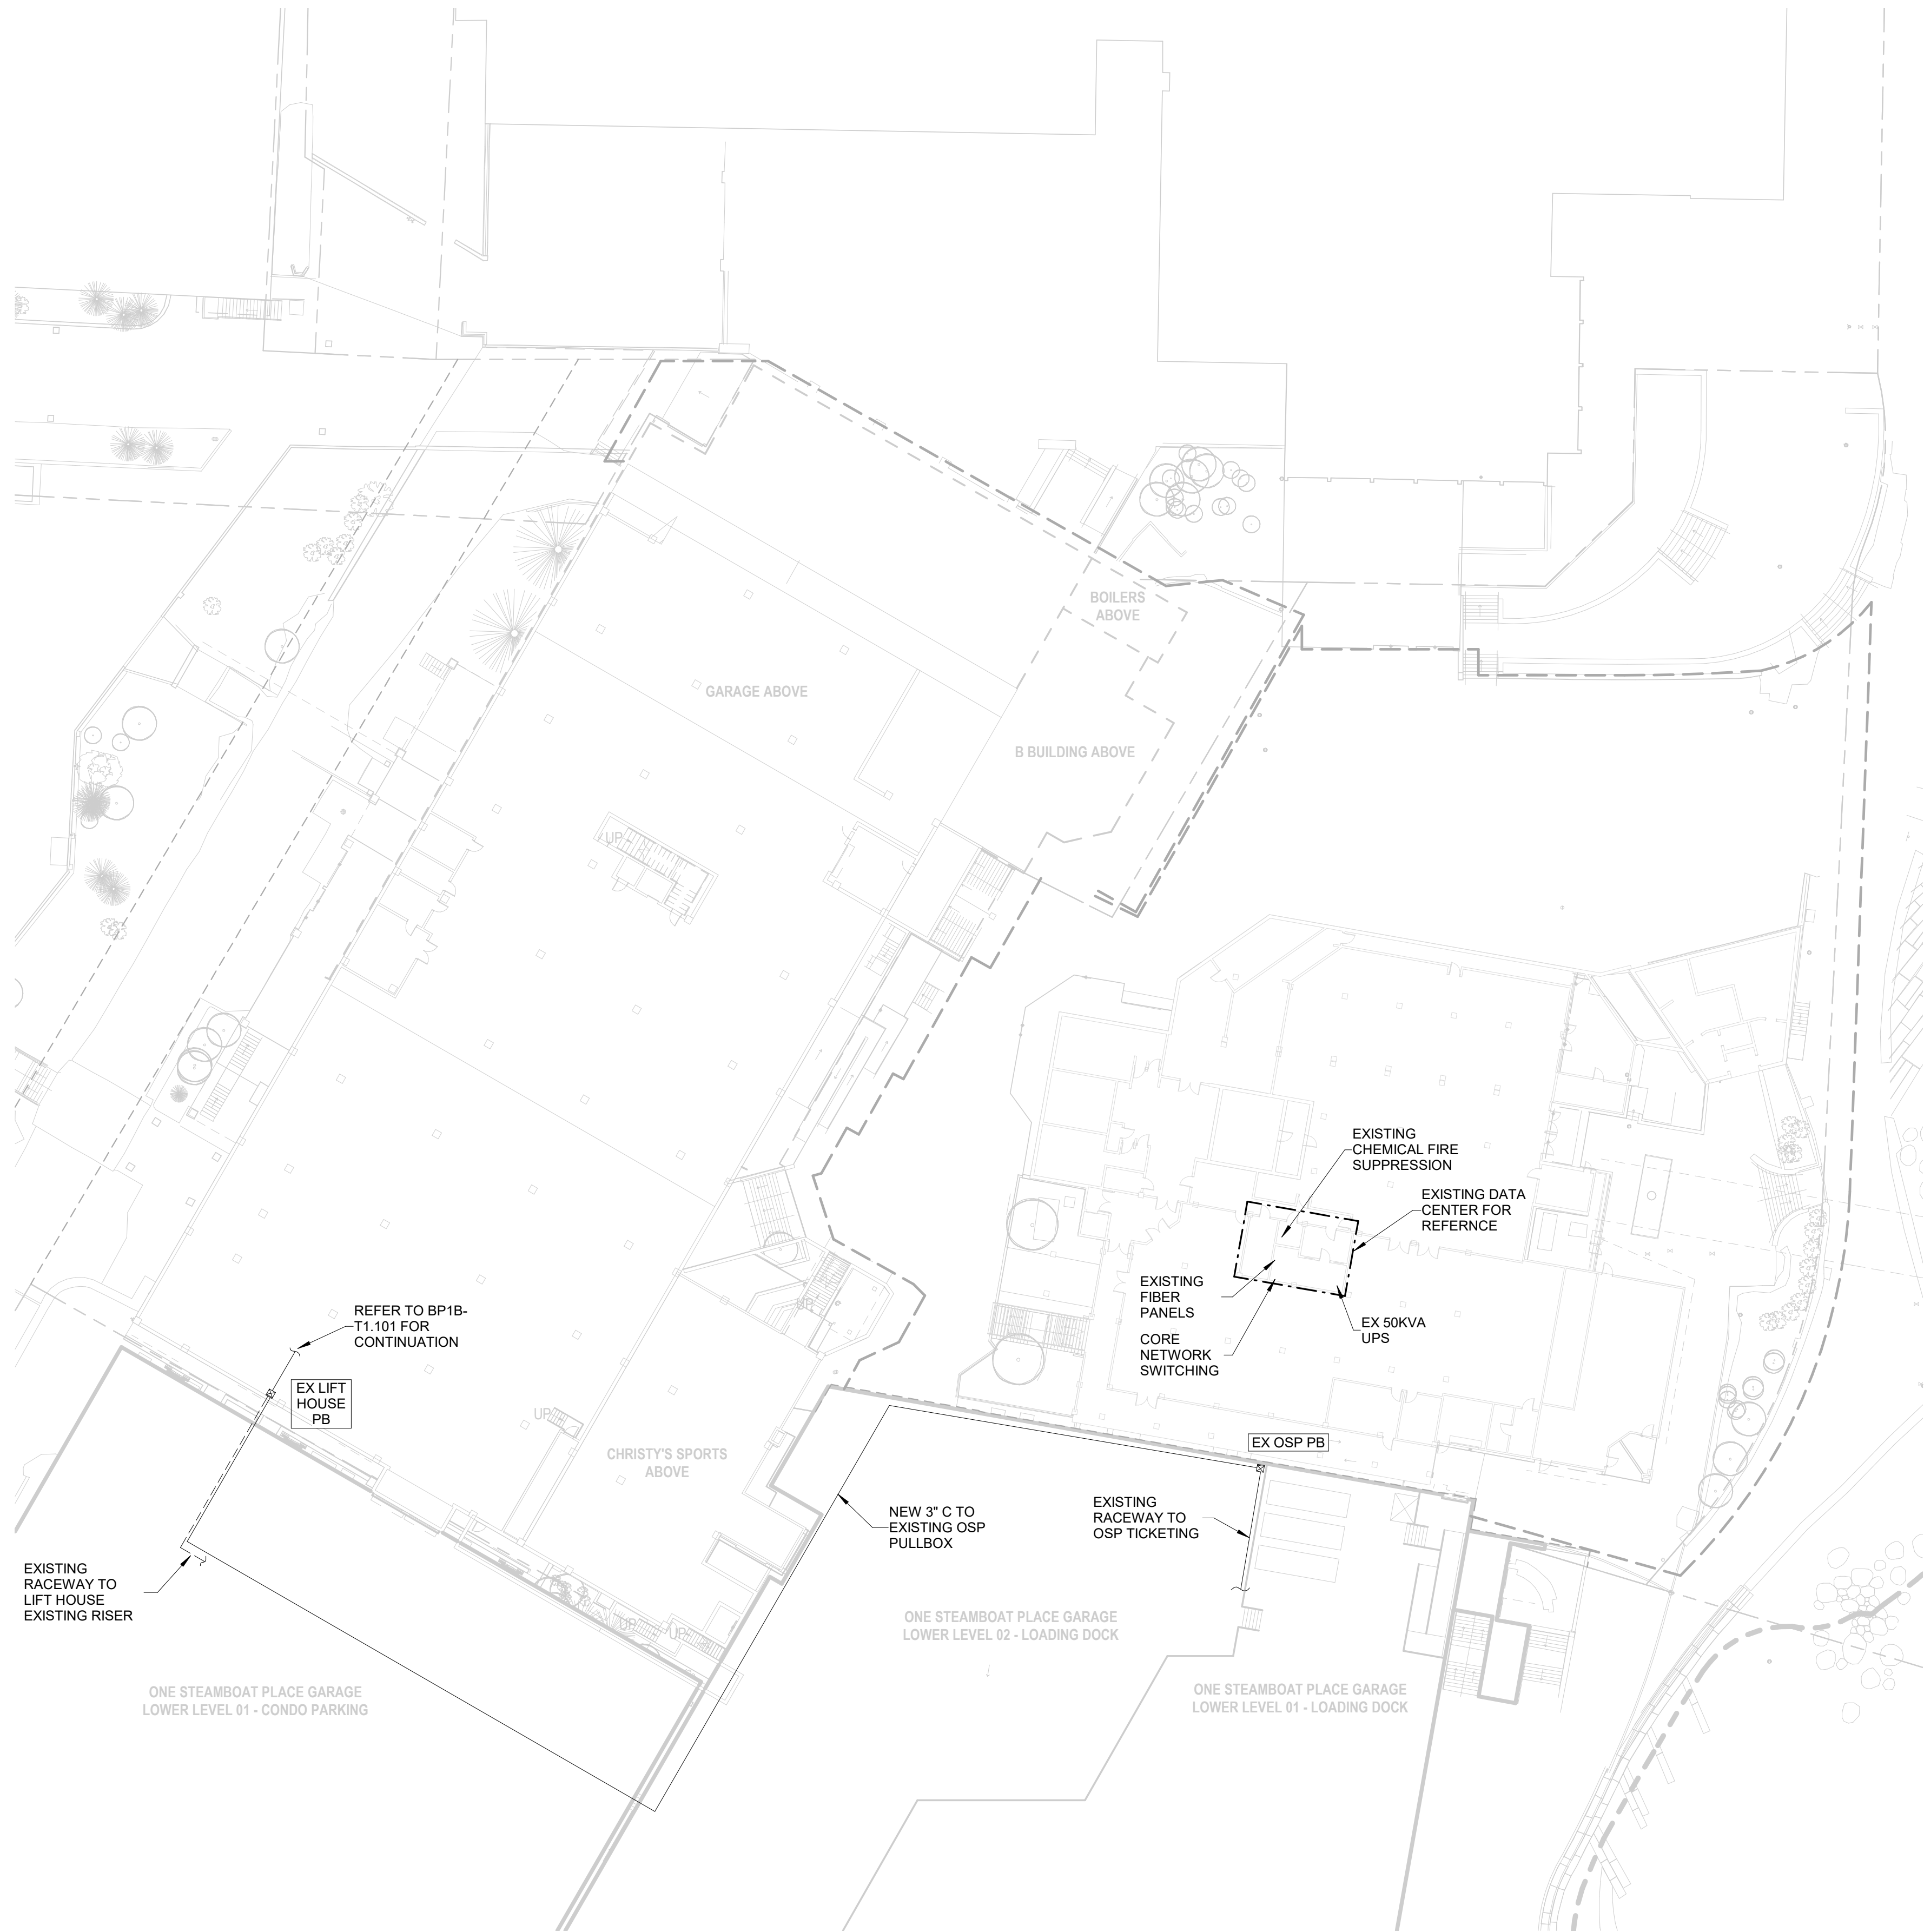 BOILERS
ABOVE
GARAGE ABOVE
B BUILDING ABOVE
UP
EXISTING
CHEMICAL FIRE
SUPPRESSION
EXISTING DATA
CENTER FOR
REFERNCE
EXISTING
FIBER
PANELS
EX 50KVA
UPS
CORE
NETWORK
SWITCHING
UP
REFER TO BP1B-
T1.101 FOR
CONTINUATION
EX LIFT
HOUSE
PB
UP
CHRISTY'S SPORTS
ABOVE
EX OSP PB
NEW 3" C TO
EXISTING OSP
PULLBOX
EXISTING
RACEWAY TO
OSP TICKETING
EXISTING
RACEWAY TO
LIFT HOUSE
EXISTING RISER
UP
UP
ONE STEAMBOAT PLACE GARAGE
LOWER LEVEL 02 - LOADING DOCK
ONE STEAMBOAT PLACE GARAGE
LOWER LEVEL 01 - CONDO PARKING
ONE STEAMBOAT PLACE GARAGE
LOWER LEVEL 01 - LOADING DOCK